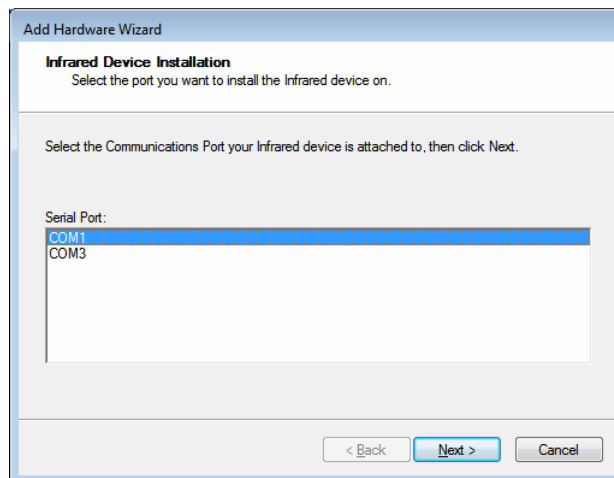 Add Hardware Wizard
Infrared Device Installation
Select the port you want to install the Infrared device on.
Select the Communications Port your Infrared device is attached to, then click Next.
Serial Port:
COM1
COM3
< Back
Next >
Cancel